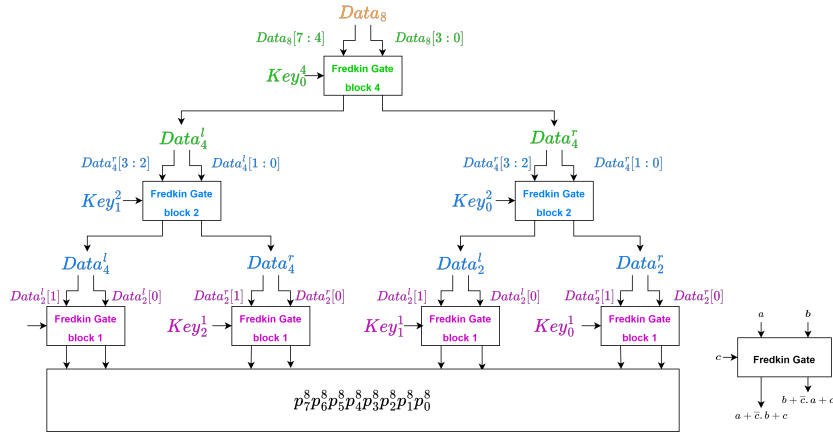 Data₈
Data₈[7 : 4] Data₈[3 : 0]
Key₀⁴ Fredkin Gate
block 4
Data₄ˡ Data₄ʳ
Data₄ʳ[3 : 2] Data₄ˡ[1 : 0] Data₄ʳ[3 : 2] Data₄ʳ[1 : 0]
Key₁² Fredkin Gate Key₀² Fredkin Gate
block 2 block 2
Data₄ˡ Data₄ʳ Data₂ˡ Data₂ʳ
Data₂ˡ[1] Data₂ˡ[0] Data₂ʳ[1] Data₂ʳ[0] Data₂ˡ[1] Data₂ˡ[0] Data₂ʳ[1] Data₂ʳ[0]
Fredkin Gate Key₂¹ Fredkin Gate Key₁¹ Fredkin Gate Key₀¹ Fredkin Gate
block 1 block 1 block 1 block 1
p₇⁸p₆⁸p₅⁸p₄⁸p₃⁸p₂⁸p₁⁸p₀⁸
a b
c Fredkin Gate
b + c̅. a + c
a + c̅. b + c